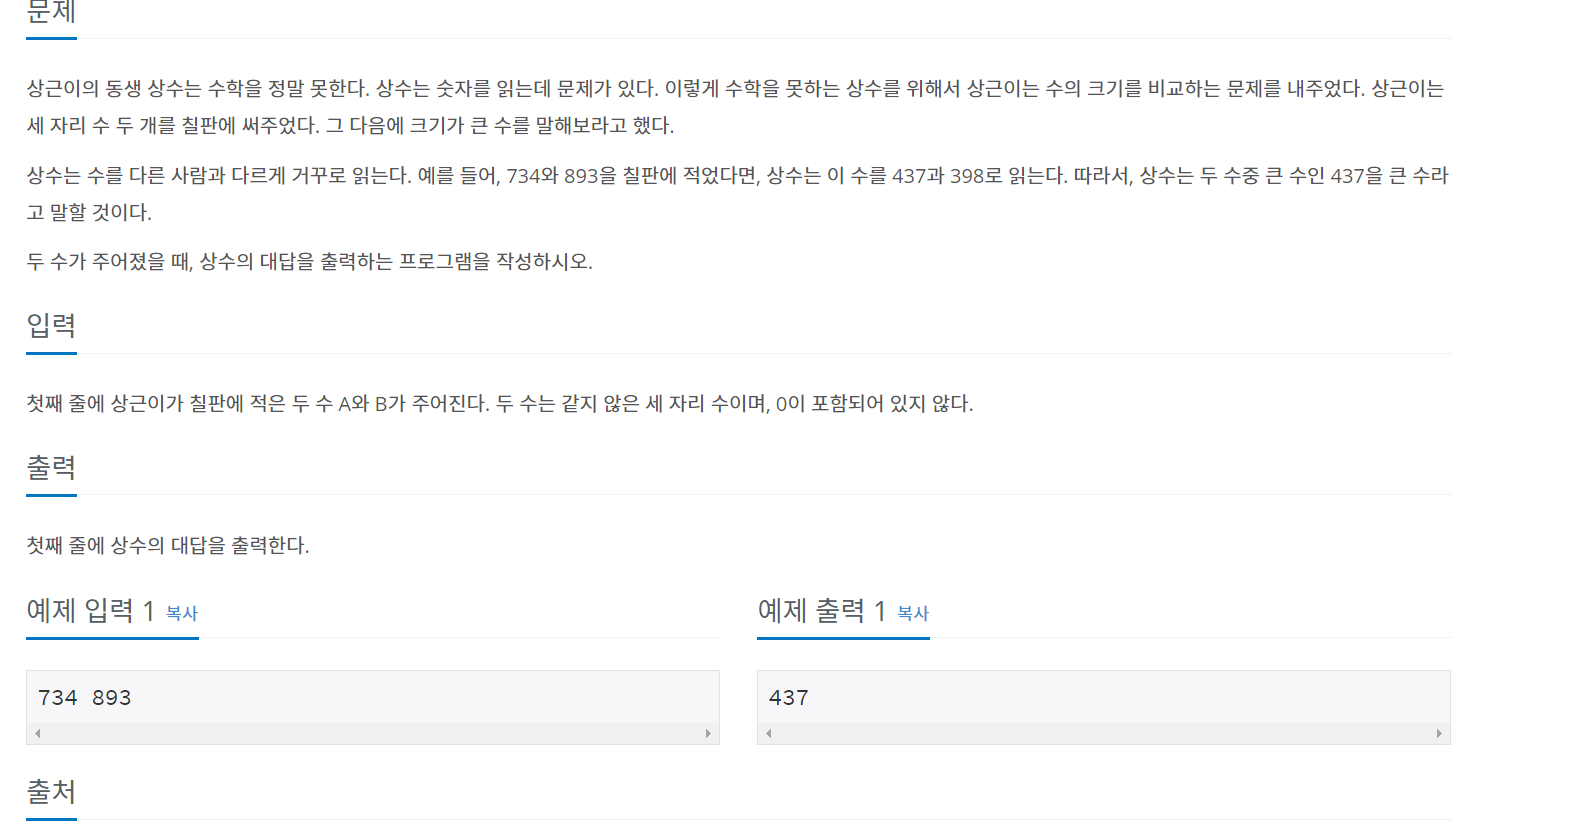 문제
상근이의 동생 상수는 수학을 정말 못한다. 상수는 숫자를 읽는데 문제가 있다. 이렇게 수학을 못하는 상수를 위해서 상근이는 수의 크기를 비교하는 문제를 내주었다. 상근이는
세 자리 수 두 개를 칠판에 써주었다. 그 다음에 크기가 큰 수를 말해보라고 했다.
상수는 수를 다른 사람과 다르게 거꾸로 읽는다. 예를 들어, 734와 893을 칠판에 적었다면, 상수는 이 수를 437과 398로 읽는다. 따라서, 상수는 두 수중 큰 수인 437을 큰 수라
고 말할 것이다.
두 수가 주어졌을 때, 상수의 대답을 출력하는 프로그램을 작성하시오.
입력
첫째 줄에 상근이가 칠판에 적은 두 수 A와 B가 주어진다. 두 수는 같지 않은 세 자리 수이며, 0이 포함되어 있지 않다.
출력
첫째 줄에 상수의 대답을 출력한다.
예제 입력 1 복사
734 893
예제 출력 1 복사
437
출처